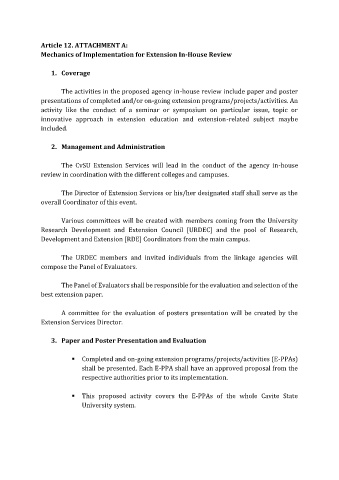 Article 12. ATTACHMENT A:
Mechanics of Implementation for Extension In-House Review
1. Coverage
The activities in the proposed agency in-house review include paper and poster
presentations of completed and/or on-going extension programs/projects/activities. An
activity like the conduct of a seminar or symposium on particular issue, topic or
innovative approach in extension education and extension-related subject maybe
included.
2. Management and Administration
The CvSU Extension Services will lead in the conduct of the agency in-house
review in coordination with the different colleges and campuses.
The Director of Extension Services or his/her designated staff shall serve as the
overall Coordinator of this event.
Various committees will be created with members coming from the University
Research Development and Extension Council (URDEC) and the pool of Research,
Development and Extension (RDE) Coordinators from the main campus.
The URDEC members and invited individuals from the linkage agencies will
compose the Panel of Evaluators.
The Panel of Evaluators shall be responsible for the evaluation and selection of the
best extension paper.
A committee for the evaluation of posters presentation will be created by the
Extension Services Director.
3. Paper and Poster Presentation and Evaluation
▪ Completed and on-going extension programs/projects/activities (E-PPAs)
shall be presented. Each E-PPA shall have an approved proposal from the
respective authorities prior to its implementation.
▪ This proposed activity covers the E-PPAs of the whole Cavite State
University system.